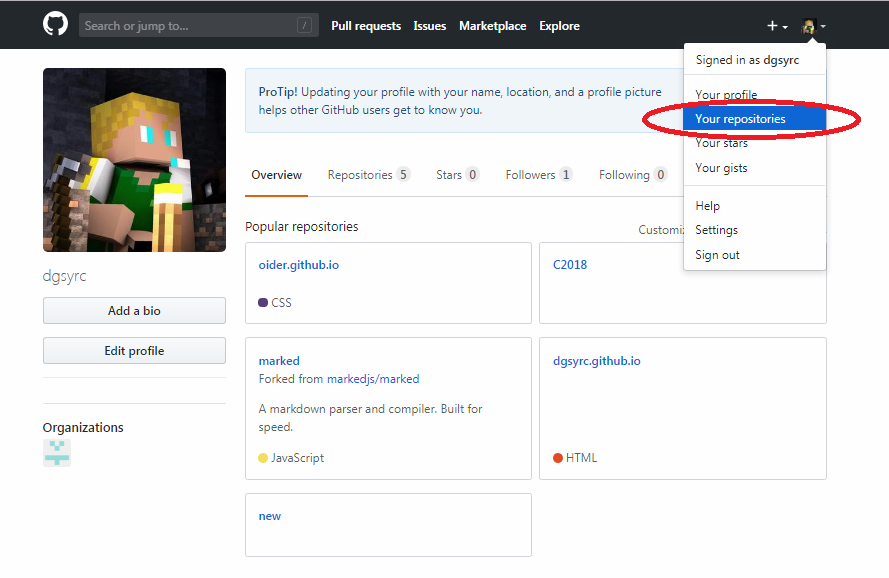 Search or jump to...
/
Pull requests
Issues
Marketplace
Explore
Signed in as dgsyrc
Your profile
Your repositories
Your stars
Your gists
Help
Settings
Sign out
ProTip! Updating your profile with your name, location, and a profile picture
helps other GitHub users get to know you.
Overview
Repositories 5
Stars 0
Followers 1
Following 0
Popular repositories
Customiz
dgsyrc
Add a bio
Edit profile
Organizations
oider.github.io
CSS
C2018
marked
Forked from markedjs/marked
A markdown parser and compiler. Built for
speed.
JavaScript
dgsyrc.github.io
HTML
new